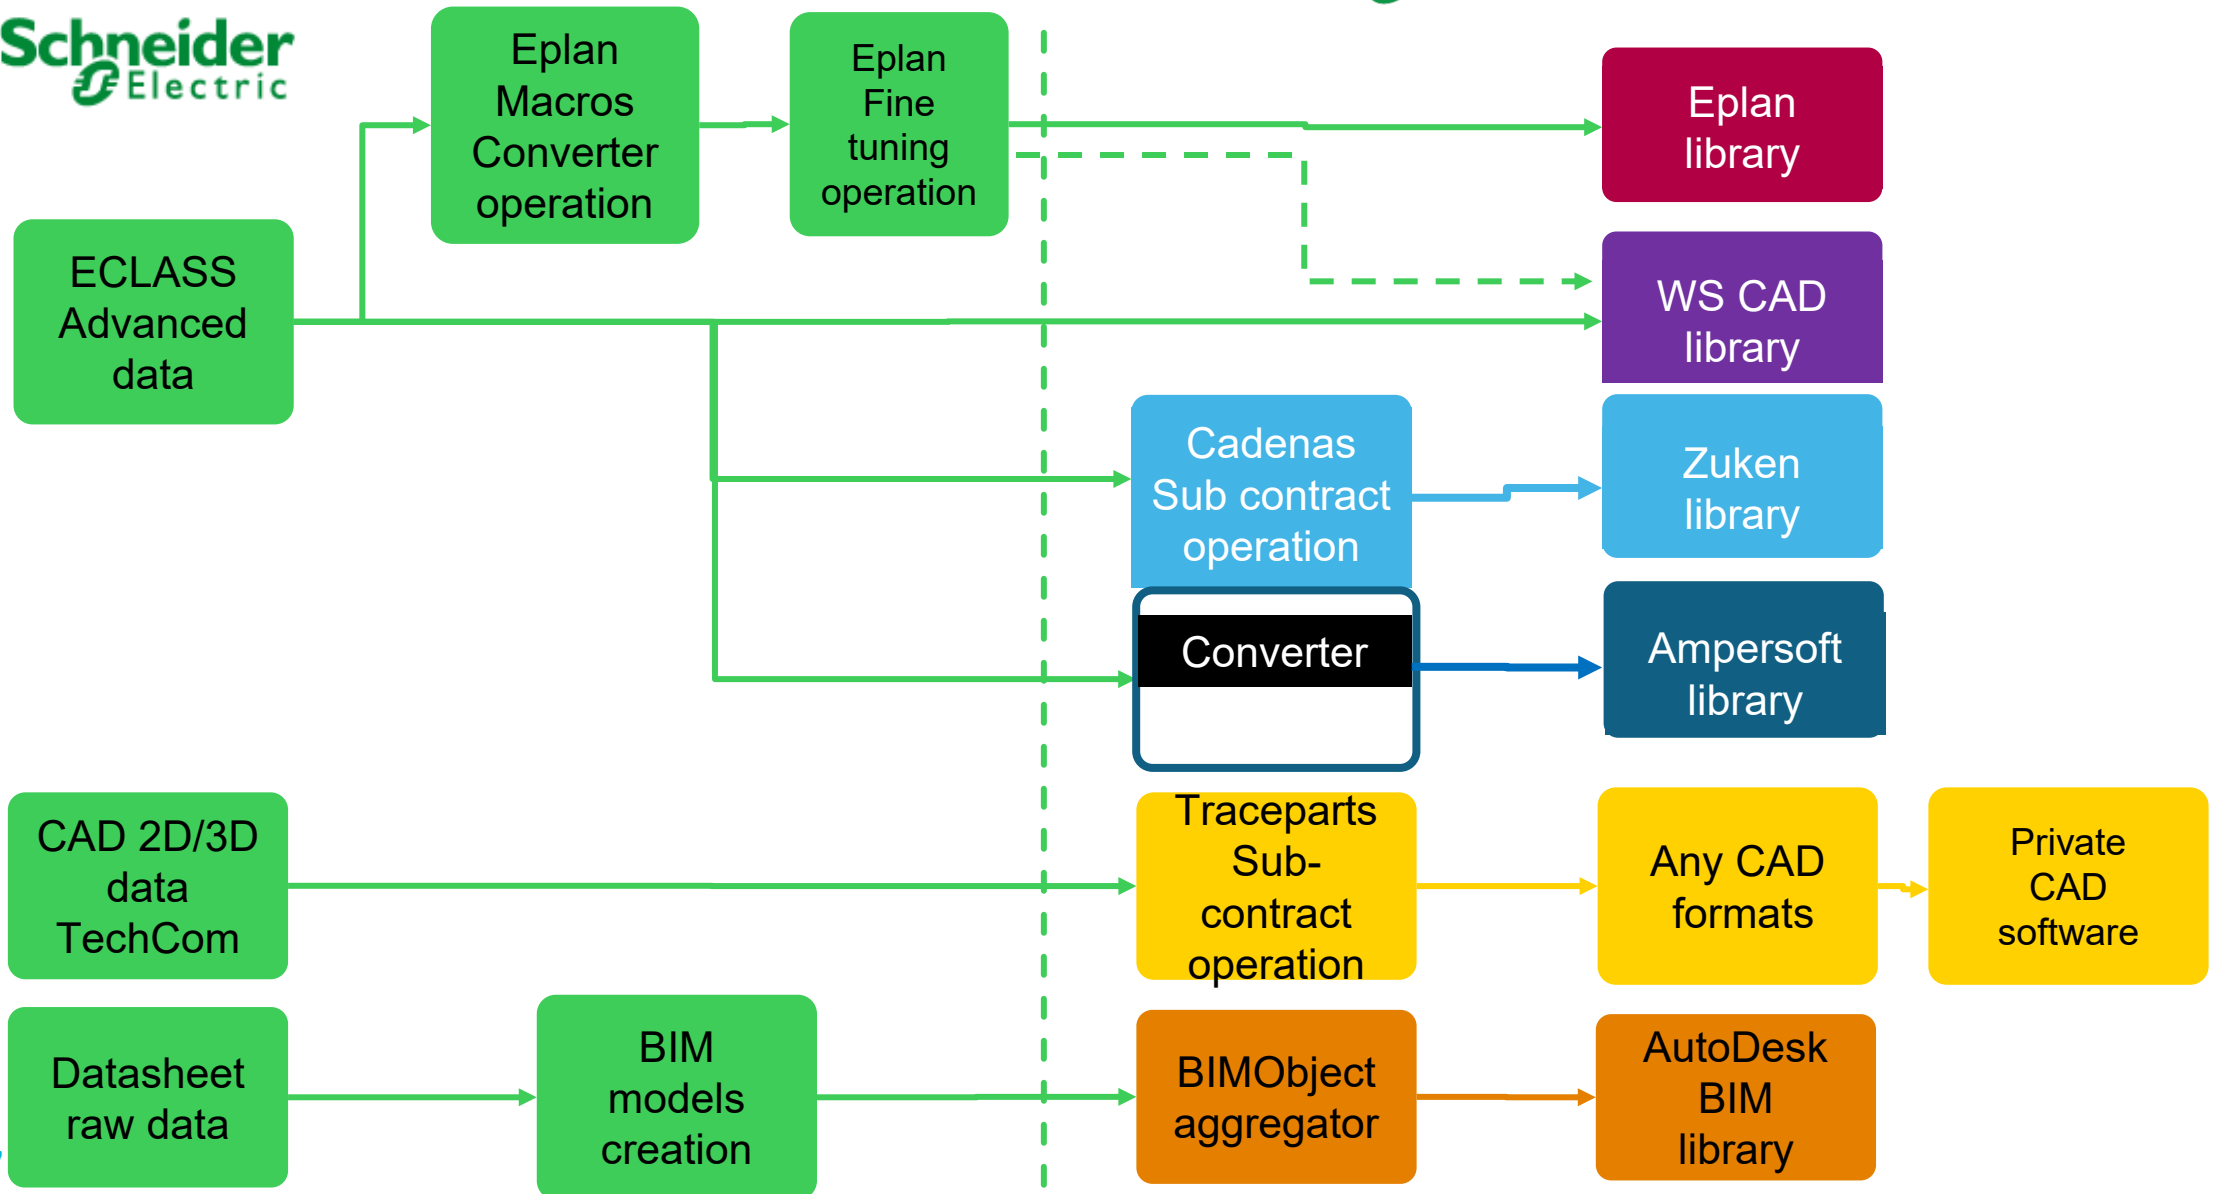 Schneider
Electric
Eplan
Macros
Converter
operation
Eplan
Fine
tuning
operation
Eplan
library
ECLASS
Advanced
data
WS CAD
library
Cadenas
Sub contract
operation
Zuken
library
Converter
Ampersoft
library
CAD 2D/3D
data
TechCom
Traceparts
Sub-
contract
operation
Any CAD
formats
Private
CAD
software
Datasheet
raw data
BIM
models
creation
BIMObject
aggregator
AutoDesk
BIM
library